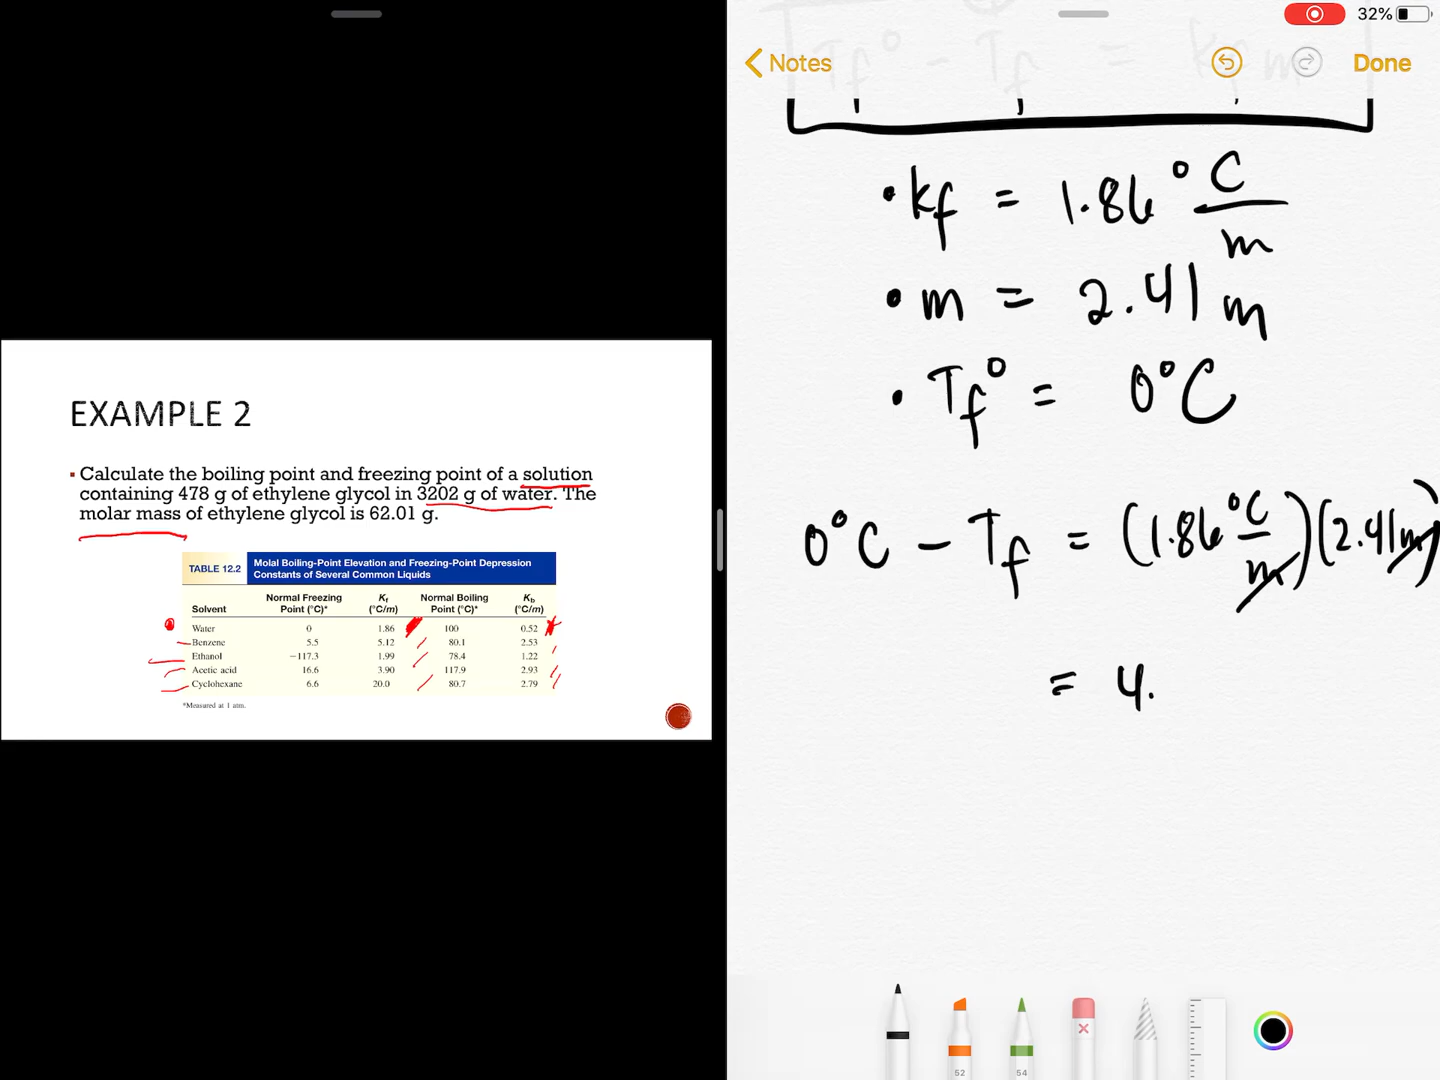 EXAMPLE 2
▪ Calculate the boiling point and freezing point of a solution
containing 478 g of ethylene glycol in 3202 g of water. The
molar mass of ethylene glycol is 62.01 g.
TABLE 12.2 Molal Boiling-Point Elevation and Freezing-Point Depression
Constants of Several Common Liquids
Solvent Normal Freezing Point (°C)* Kf (°C/m) Normal Boiling Point (°C)* Kb (°C/m)
Water 0 1.86 100 0.52
Benzene 5.5 5.12 80.1 2.53
Ethanol −117.3 1.99 78.4 1.22
Acetic acid 16.6 3.90 117.9 2.93
Cyclohexane 6.6 20.0 80.7 2.79
*Measured at 1 atm.
32%
Notes Done
Tf° - Tf = kf m
• kf = 1.86 °C/m
• m = 2.41 m
• Tf° = 0°C
0°C - Tf = (1.86 °C/m)(2.41m)
= 4.
52 54